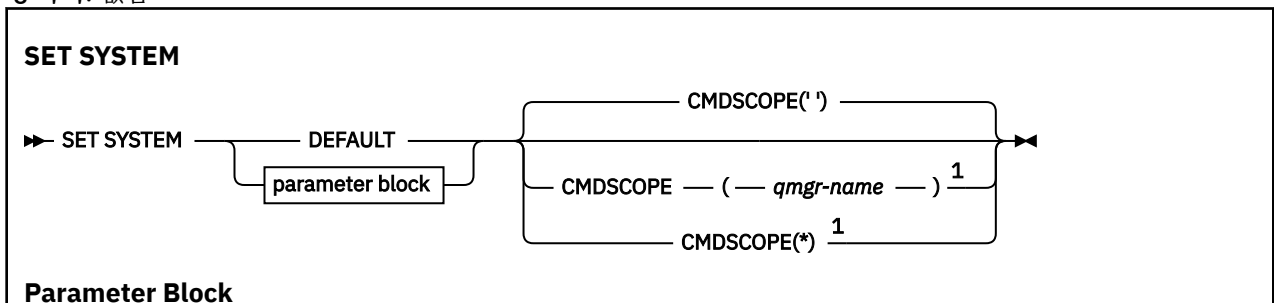 SET SYSTEM
CMDSCOPE(' ')
SET SYSTEM DEFAULT
parameter block
CMDSCOPE ( qmgr-name ) 1
CMDSCOPE(*) 1
Parameter Block